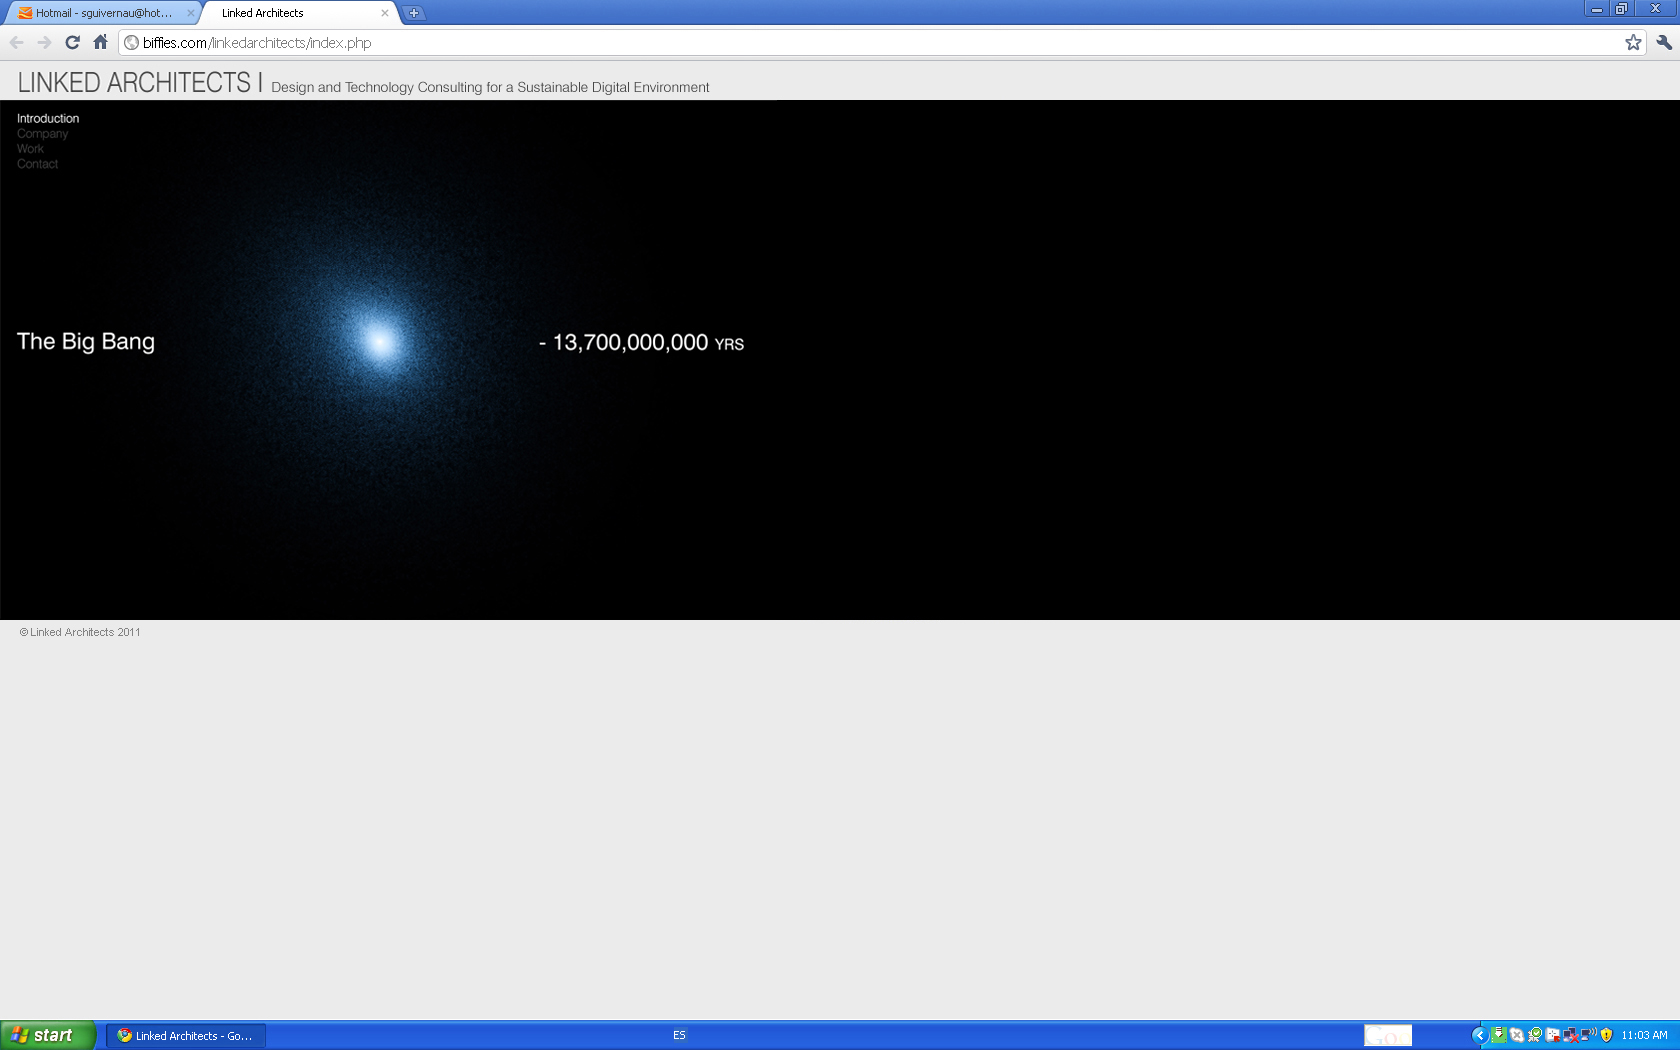 Hotmail - sguivernau@hot...
Linked Architects
biffies.com/linkedarchitects/index.php
LINKED ARCHITECTS I Design and Technology Consulting for a Sustainable Digital Environment
Introduction
Company
Work
Contact
The Big Bang
- 13,700,000,000 YRS
© Linked Architects 2011
start
Linked Architects - Go...
ES
Go
11:03 AM